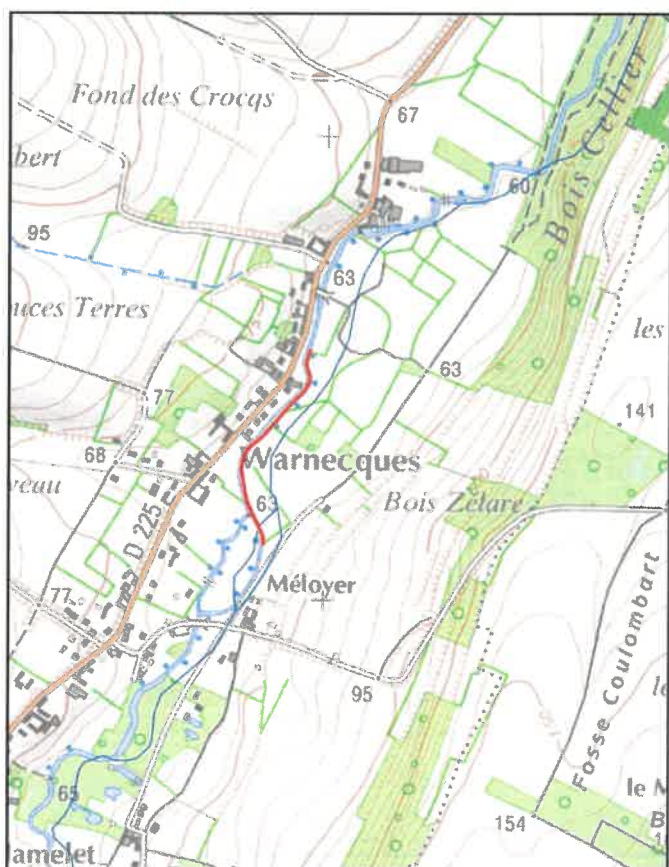 Fond des Crocqs
67
bert
Bois Cellier
60
95
63
uces Terres
les
77
63
141
68
Warnecques
veau
63
Bois Zélare
D 225
77
Méloyer
95
Fosse Coulombart
65
le M
154
B
amelet